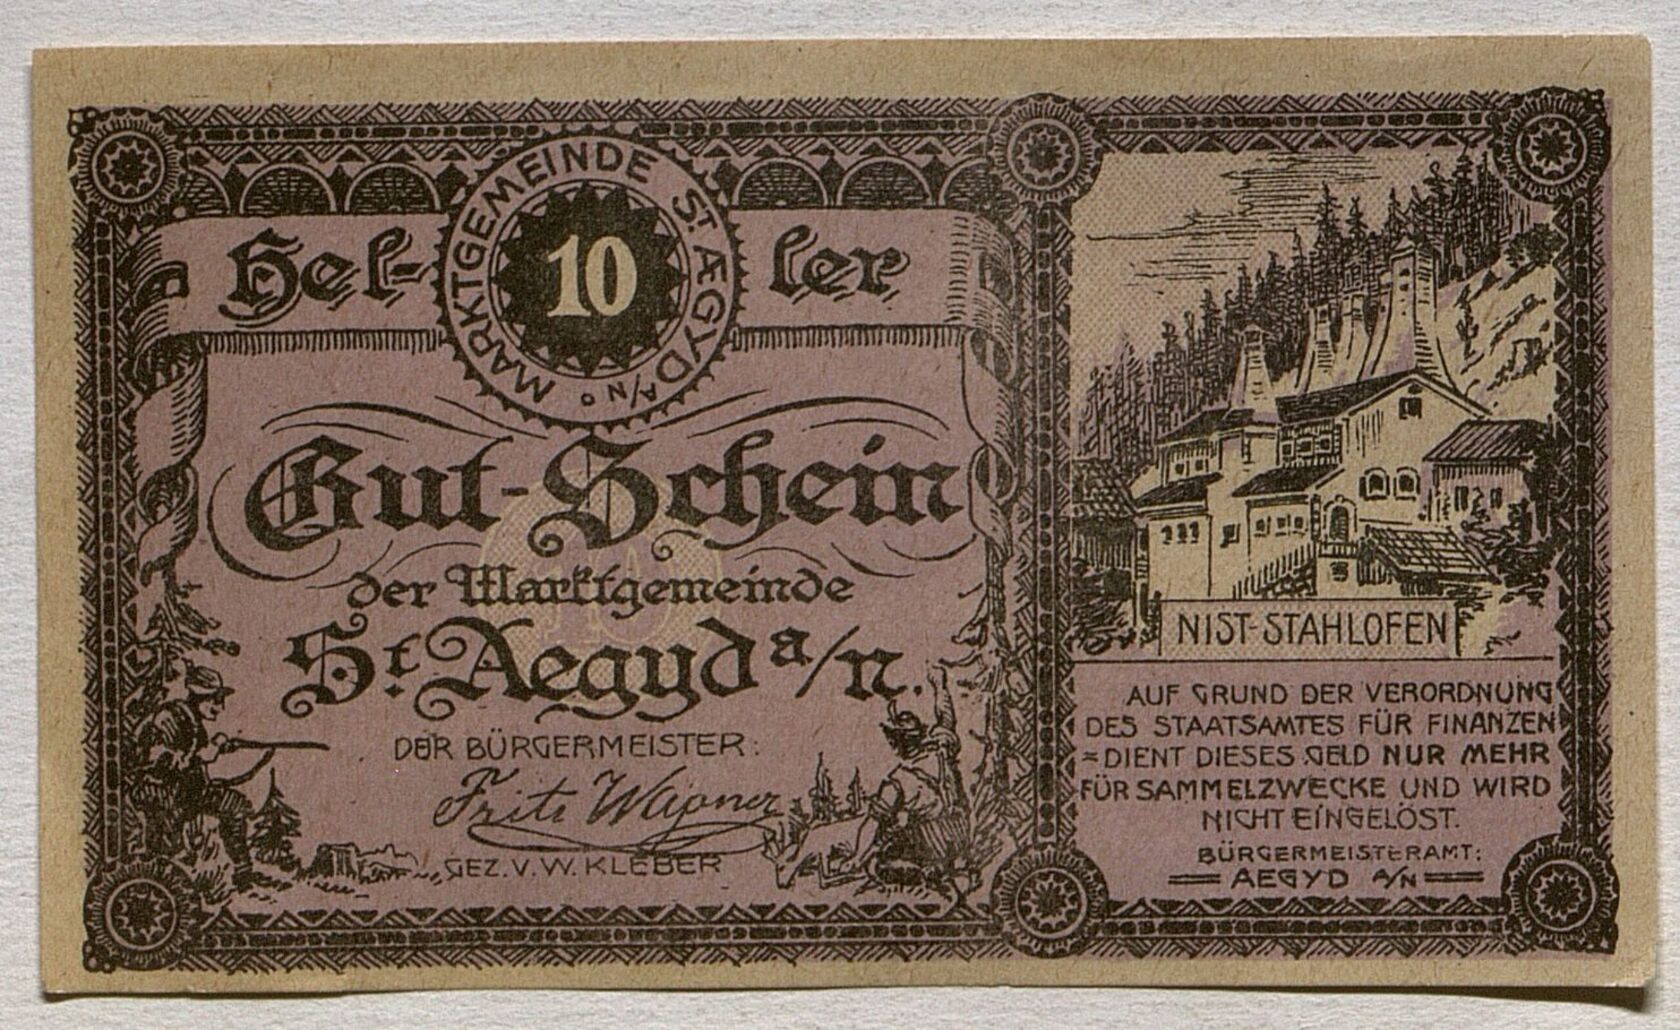 MARKTGEMEINDE ST. ÆGYD A/N.
Hel- 10 ler
Gut-Schein
der Marktgemeinde
St. Aegyd a/n.
DER BÜRGERMEISTER:
Fritz Wagner
GEZ. V. W. KLEBER
NIST-STAHLOFEN
AUF GRUND DER VERORDNUNG
DES STAATSAMTES FÜR FINANZEN
=DIENT DIESES GELD NUR MEHR
FÜR SAMMELZWECKE UND WIRD
NICHT EINGELÖST.
BÜRGERMEISTERAMT:
== AEGYD A/N ==